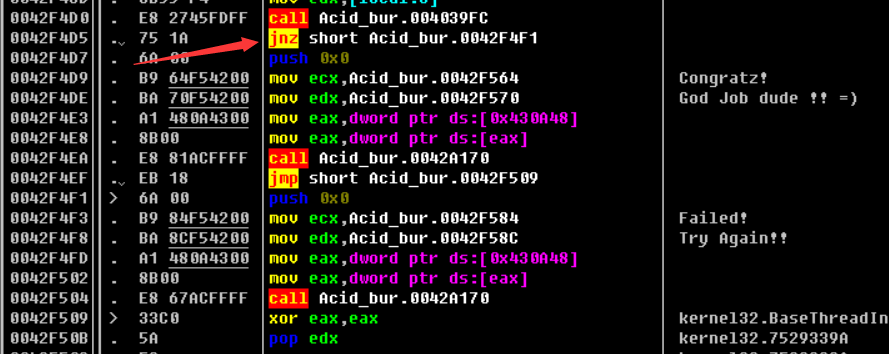 0042F4D0 . E8 2745FDFF call Acid_bur.004039FC
0042F4D5 . 75 1A jnz short Acid_bur.0042F4F1
0042F4D7 . 6A 00 push 0x0
0042F4D9 . B9 64F54200 mov ecx,Acid_bur.0042F564 Congratz!
0042F4DE . BA 70F54200 mov edx,Acid_bur.0042F570 God Job dude !! =)
0042F4E3 . A1 480A4300 mov eax,dword ptr ds:[0x430A48]
0042F4E8 . 8B00 mov eax,dword ptr ds:[eax]
0042F4EA . E8 81ACFFFF call Acid_bur.0042A170
0042F4EF . EB 18 jmp short Acid_bur.0042F509
0042F4F1 > 6A 00 push 0x0
0042F4F3 . B9 84F54200 mov ecx,Acid_bur.0042F584 Failed!
0042F4F8 . BA 8CF54200 mov edx,Acid_bur.0042F58C Try Again!!
0042F4FD . A1 480A4300 mov eax,dword ptr ds:[0x430A48]
0042F502 . 8B00 mov eax,dword ptr ds:[eax]
0042F504 . E8 67ACFFFF call Acid_bur.0042A170
0042F509 > 33C0 xor eax,eax kernel32.BaseThreadIn
0042F50B . 5A pop edx kernel32.7529339A